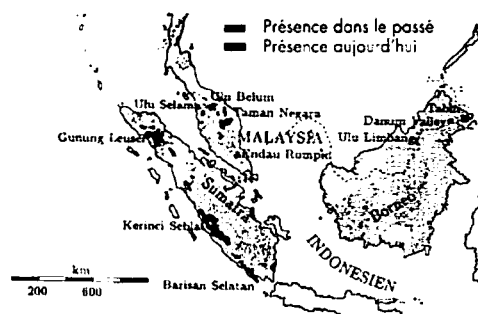 Présence dans le passé
Présence aujourd'hui
Ulu Belum
Ulu Selama
Taman Negara
Tabin
Danum Valley
Gunung Leuser
MALAYSIA
Ulu Limbang
Endau Rompin
Sumatra
Borneo
Kerinci Seblat
INDONESIEN
km
200 600
Barisan Selatan